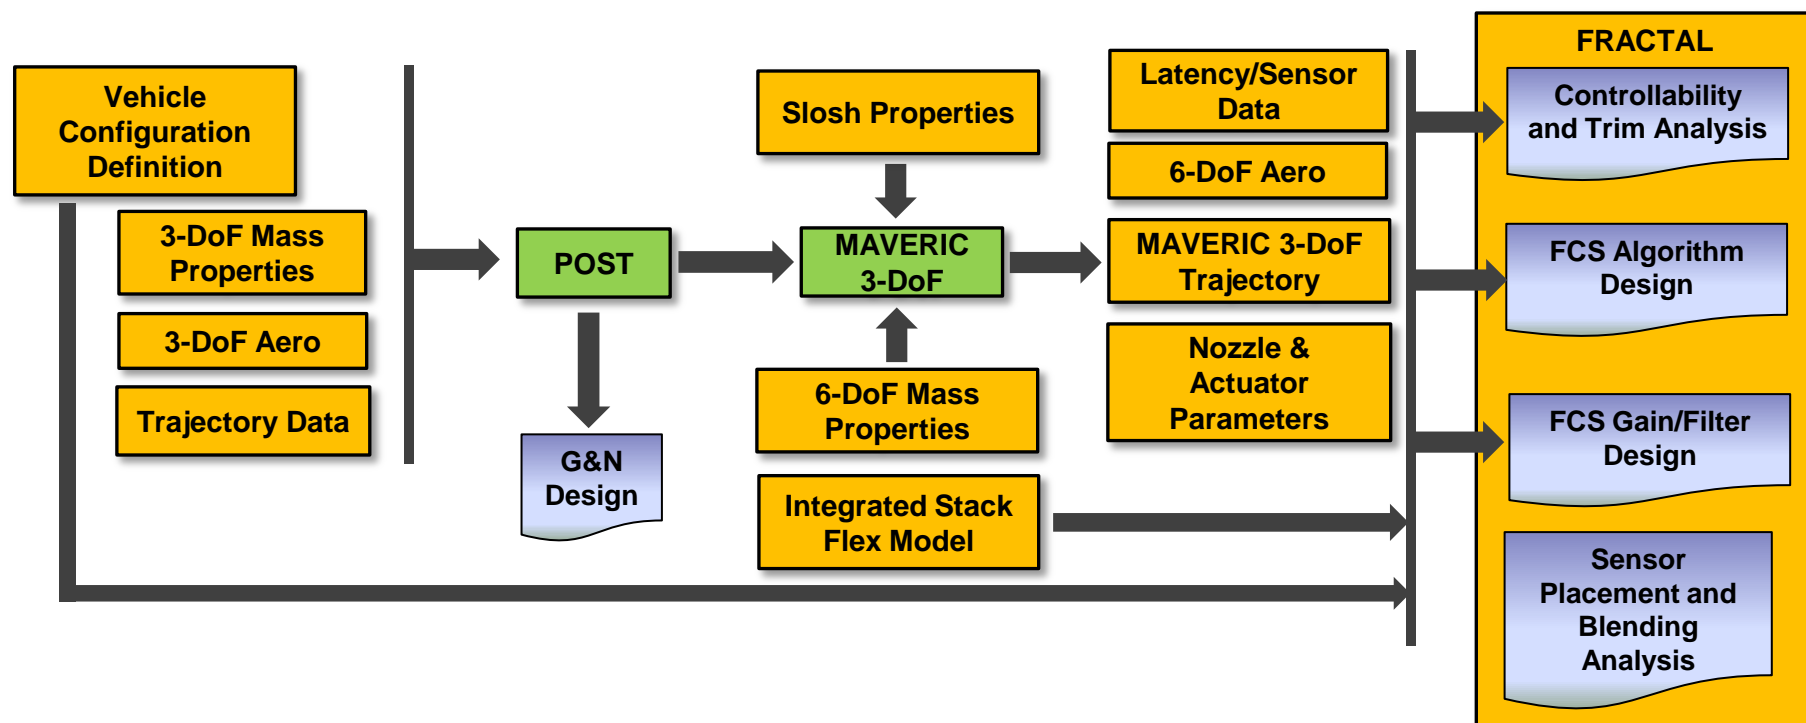 Vehicle
Configuration
Definition
3-DoF Mass
Properties
3-DoF Aero
Trajectory Data
POST
G&N
Design
Slosh Properties
MAVERIC
3-DoF
6-DoF Mass
Properties
Integrated Stack
Flex Model
Latency/Sensor
Data
6-DoF Aero
MAVERIC 3-DoF
Trajectory
Nozzle &
Actuator
Parameters
FRACTAL
Controllability
and Trim Analysis
FCS Algorithm
Design
FCS Gain/Filter
Design
Sensor
Placement and
Blending
Analysis